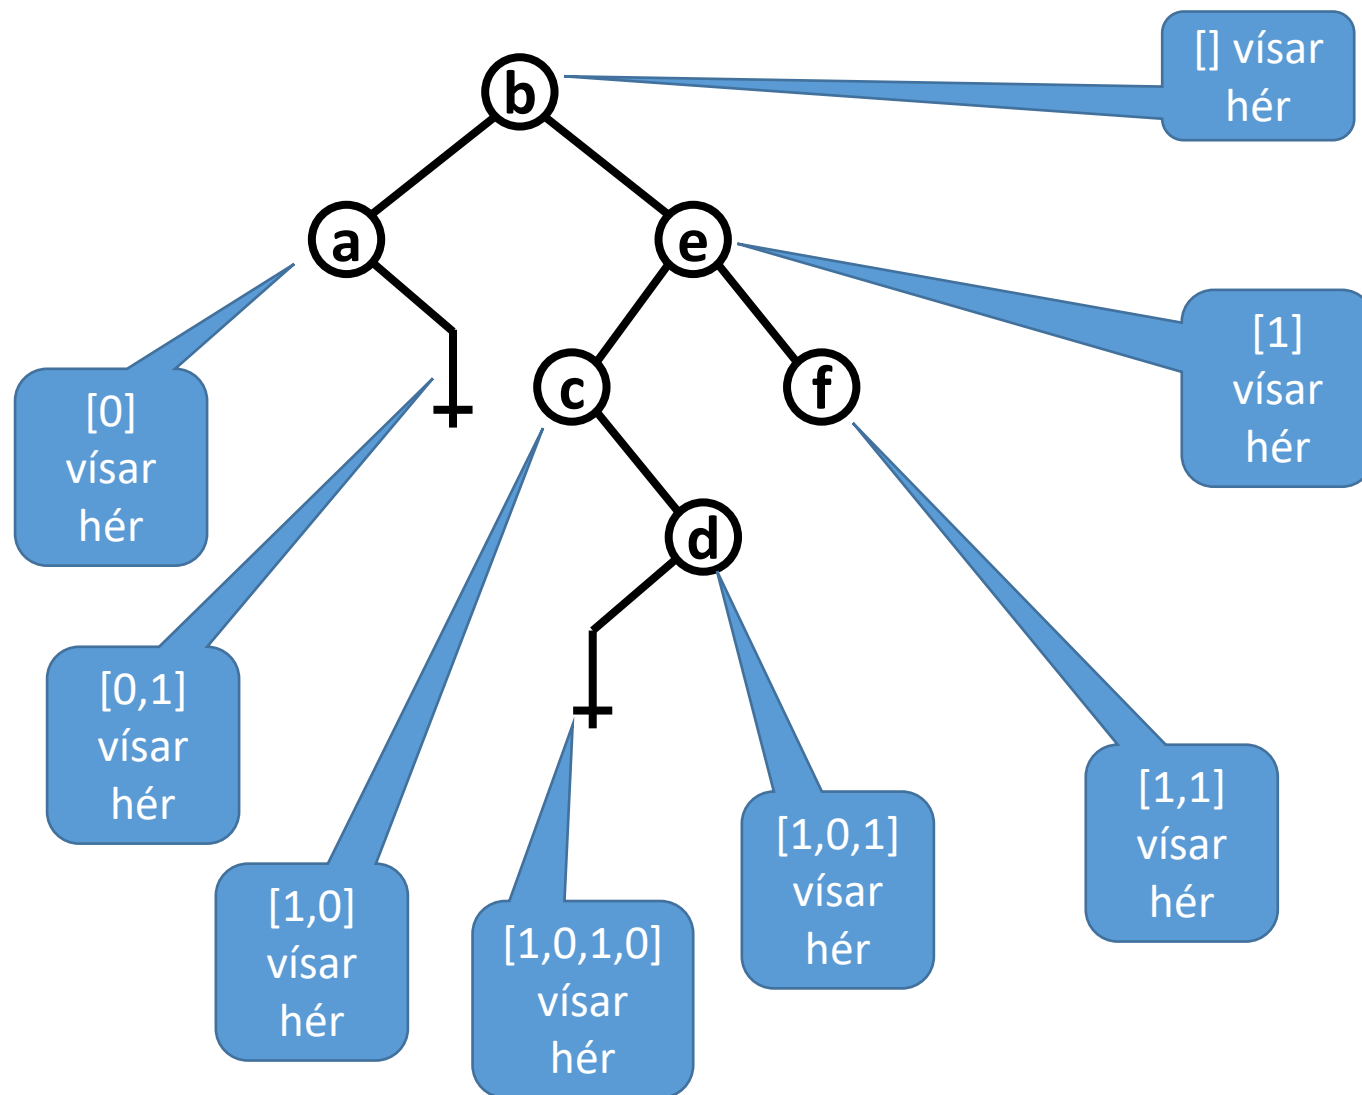 b
[] vísar
hér
a
e
[1]
vísar
hér
c
f
[0]
vísar
hér
d
[0,1]
vísar
hér
[1,1]
vísar
hér
[1,0,1]
vísar
hér
[1,0]
vísar
hér
[1,0,1,0]
vísar
hér